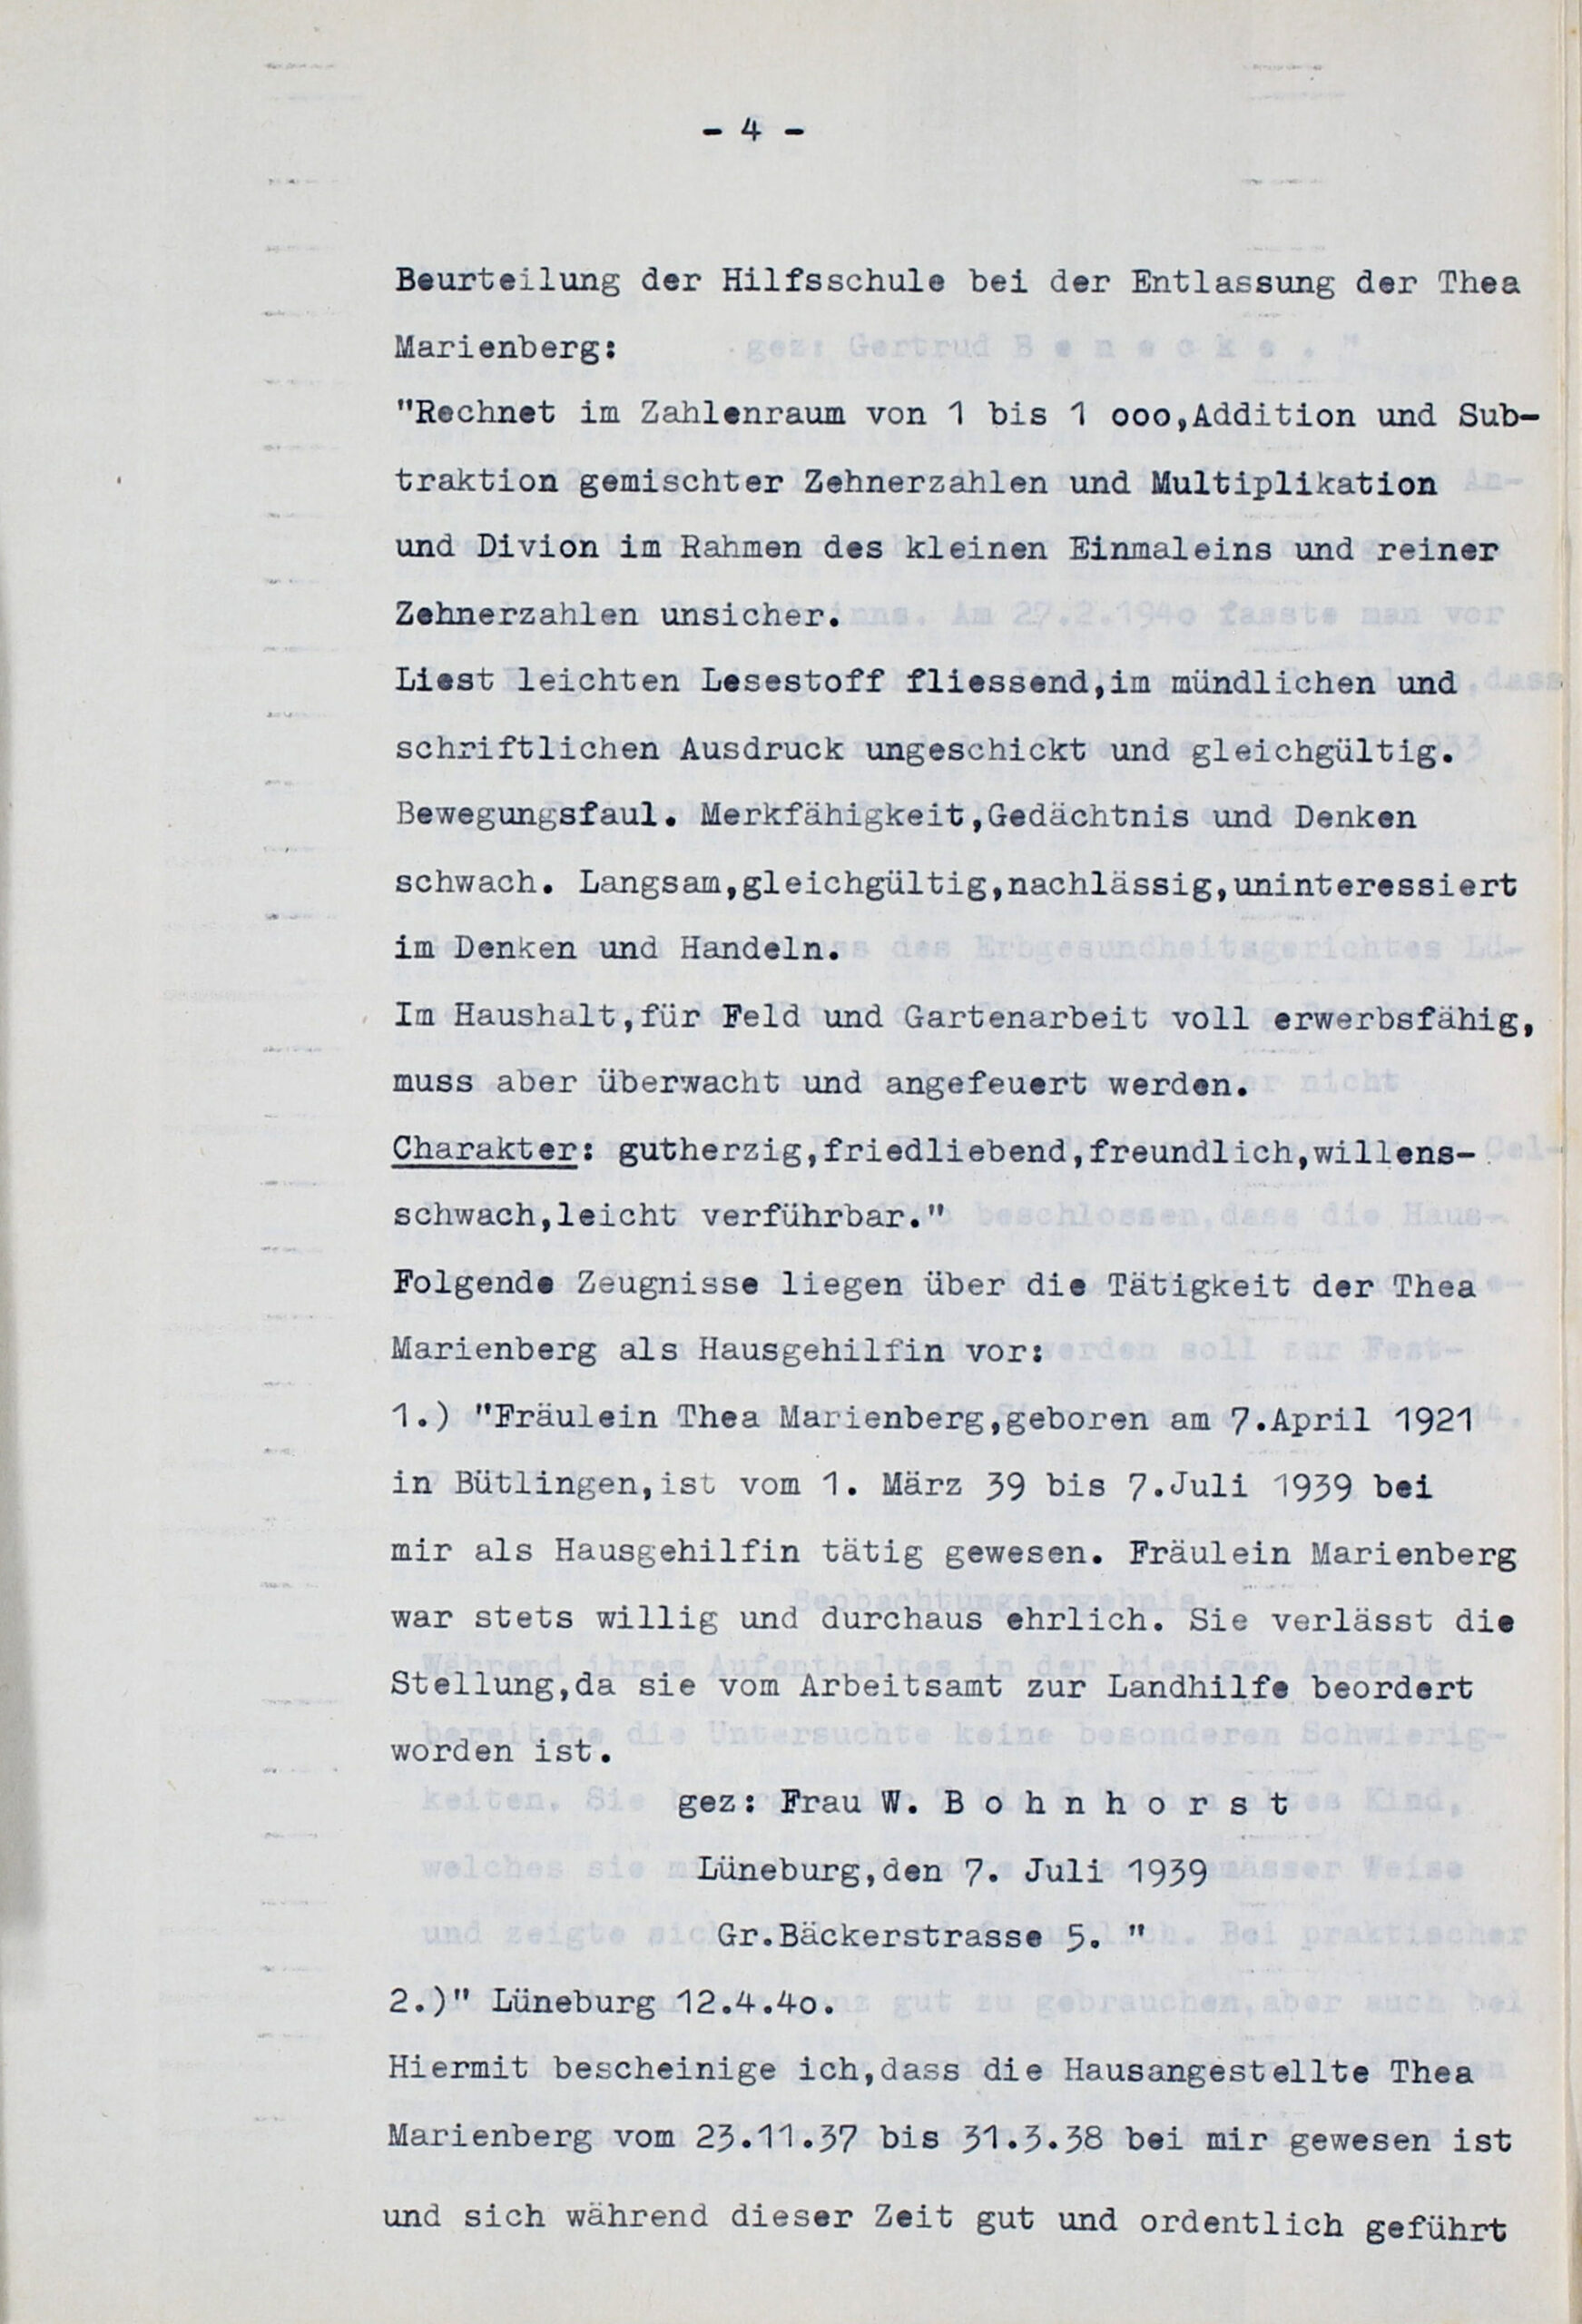 - 4 -
Beurteilung der Hilfsschule bei der Entlassung der Thea
Marienberg:
"Rechnet im Zahlenraum von 1 bis 1 ooo,Addition und Sub-
traktion gemischter Zehnerzahlen und Multiplikation
und Divion im Rahmen des kleinen Einmaleins und reiner
Zehnerzahlen unsicher.
Liest leichten Lesestoff fliessend,im mündlichen und
schriftlichen Ausdruck ungeschickt und gleichgültig.
Bewegungsfaul. Merkfähigkeit,Gedächtnis und Denken
schwach. Langsam,gleichgültig,nachlässig,uninteressiert
im Denken und Handeln.
Im Haushalt,für Feld und Gartenarbeit voll erwerbsfähig,
muss aber überwacht und angefeuert werden.
Charakter: gutherzig,friedliebend,freundlich,willens-
schwach,leicht verführbar."
Folgende Zeugnisse liegen über die Tätigkeit der Thea
Marienberg als Hausgehilfin vor:
1.) "Fräulein Thea Marienberg,geboren am 7.April 1921
in Bütlingen,ist vom 1. März 39 bis 7.Juli 1939 bei
mir als Hausgehilfin tätig gewesen. Fräulein Marienberg
war stets willig und durchaus ehrlich. Sie verlässt die
Stellung,da sie vom Arbeitsamt zur Landhilfe beordert
worden ist.
gez: Frau W. B o h n h o r s t
Lüneburg,den 7. Juli 1939
Gr.Bäckerstrasse 5. "
2.)" Lüneburg 12.4.4o.
Hiermit bescheinige ich,dass die Hausangestellte Thea
Marienberg vom 23.11.37 bis 31.3.38 bei mir gewesen ist
und sich während dieser Zeit gut und ordentlich geführt